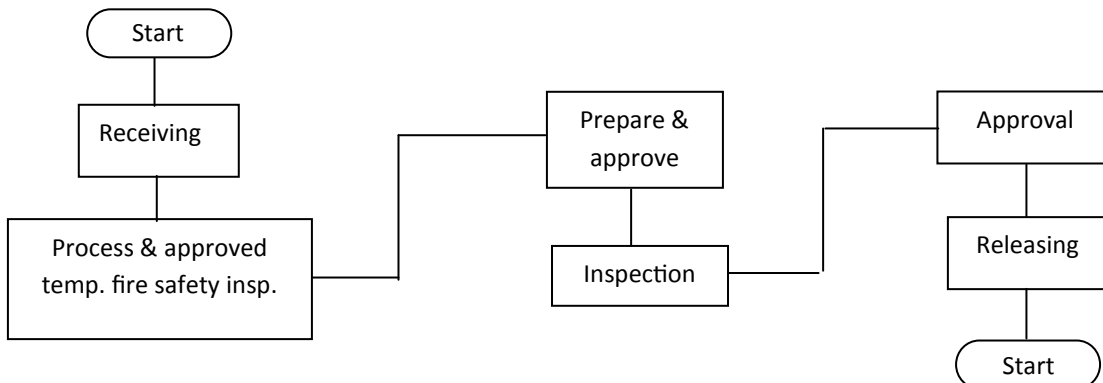 Start
Receiving
Process & approved
temp. fire safety insp.
Prepare &
approve
Inspection
Approval
Releasing
Start